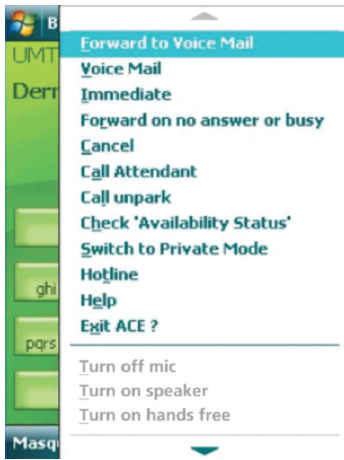 B
UMT
Derr
Forward to Voice Mail
Voice Mail
Immediate
Forward on no answer or busy
Cancel
Call Attendant
Call unpark
Check 'Availability Status'
Switch to Private Mode
Hotline
Help
Exit ACE ?
Turn off mic
Turn on speaker
Turn on hands free
ghi
pqrs
Masq